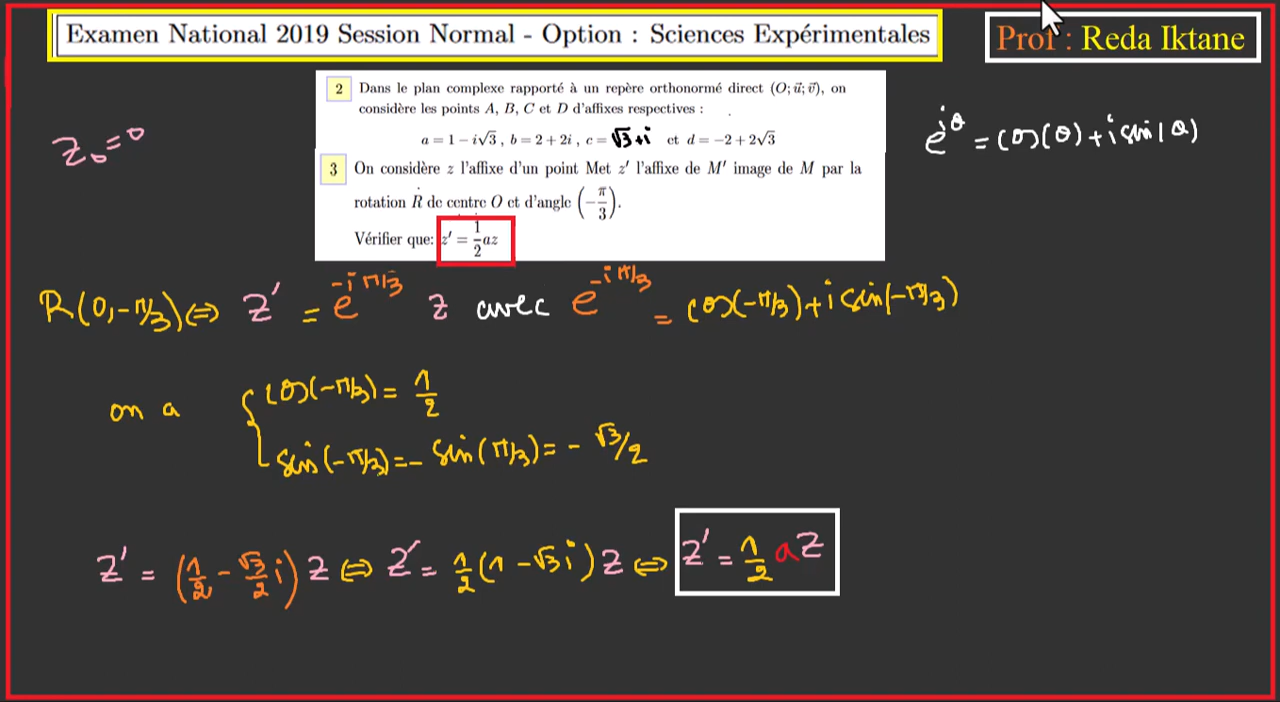 Examen National 2019 Session Normal - Option : Sciences Expérimentales
Prof : Reda Iktane
2 Dans le plan complexe rapporté à un repère orthonormé direct (O; u⃗; v⃗), on
considère les points A, B, C et D d'affixes respectives :
a = 1 − i√3 , b = 2 + 2i , c = √3+i et d = −2 + 2√3
3 On considère z l'affixe d'un point Met z′ l'affixe de M′ image de M par la
rotation R de centre O et d'angle (−π/3).
Vérifier que: z′ = 1/2 az
Z₀ = 0
e^{iθ} = cos(θ) + i sin(θ)
R(0, -π/3) ⇔ Z' = e^{-iπ/3} Z avec e^{-iπ/3} = cos(-π/3) + i sin(-π/3)
on a { cos(-π/3) = 1/2
sin(-π/3) = - sin(π/3) = - √3/2
Z' = (1/2 - √3/2 i) Z ⇔ Z' = 1/2 (1 - √3 i) Z ⇔ Z' = 1/2 a Z